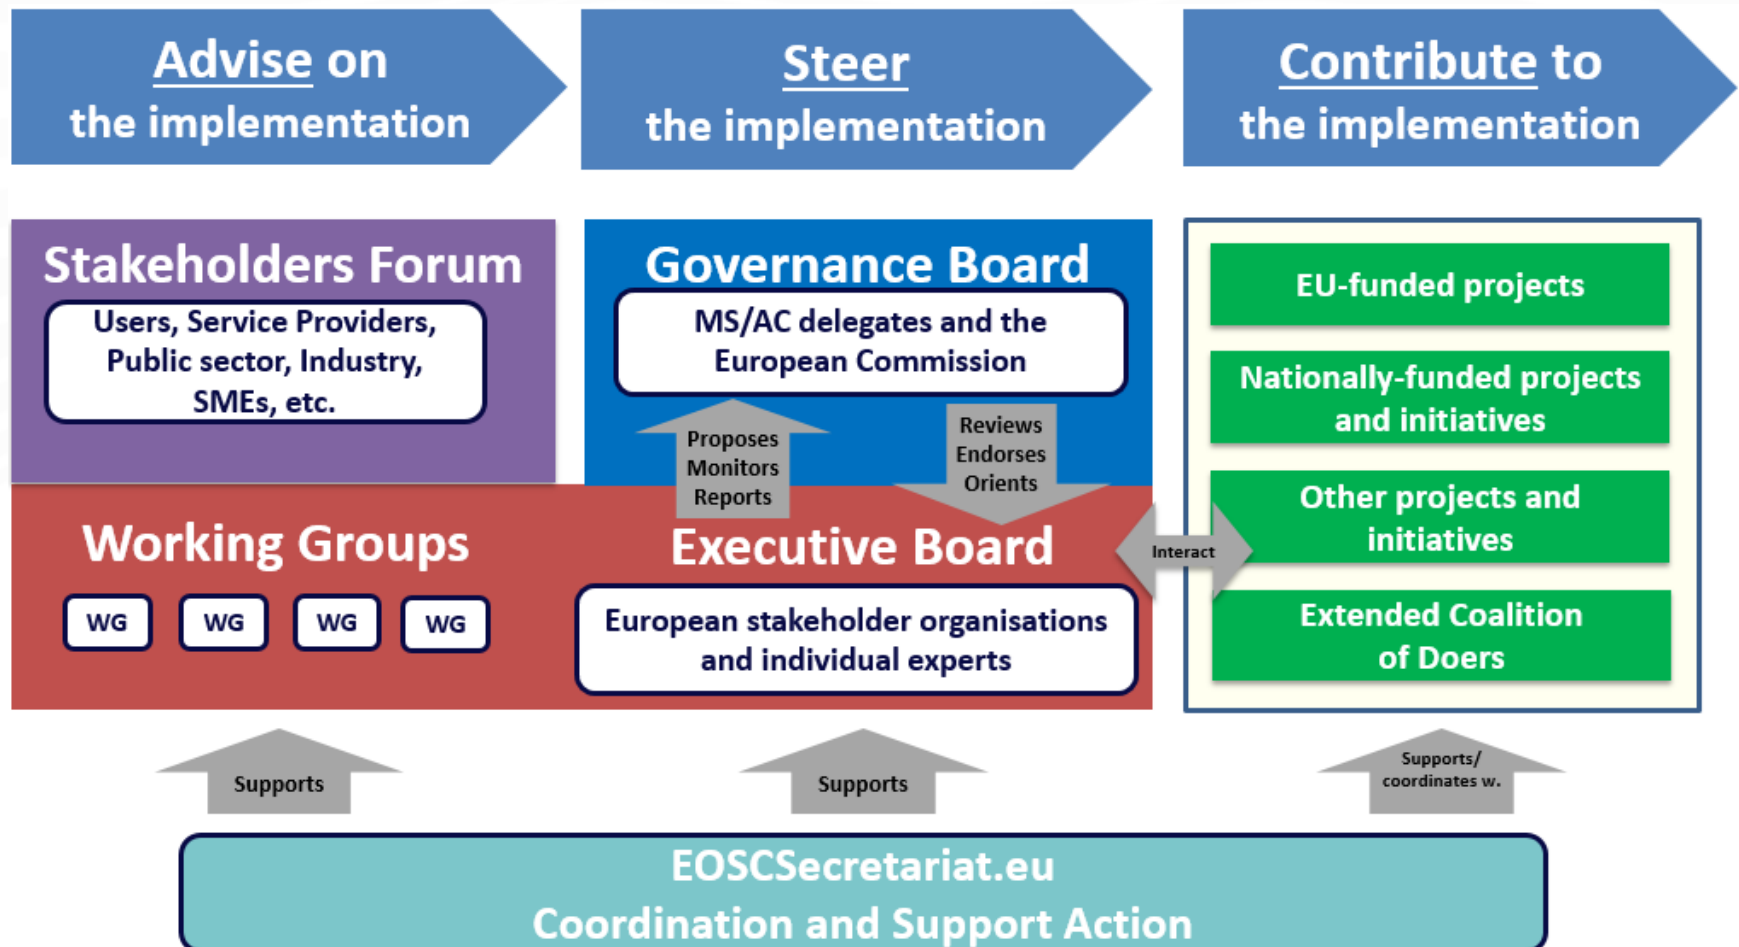 Advise on
the implementation
Steer
the implementation
Contribute to
the implementation
Stakeholders Forum
Users, Service Providers,
Public sector, Industry,
SMEs, etc.
Governance Board
MS/AC delegates and the
European Commission
Proposes
Monitors
Reports
Reviews
Endorses
Orients
Working Groups
WG
WG
WG
WG
Executive Board
European stakeholder organisations
and individual experts
Interact
EU-funded projects
Nationally-funded projects
and initiatives
Other projects and
initiatives
Extended Coalition
of Doers
Supports
Supports
Supports/
coordinates w.
EOSCSecretariat.eu
Coordination and Support Action